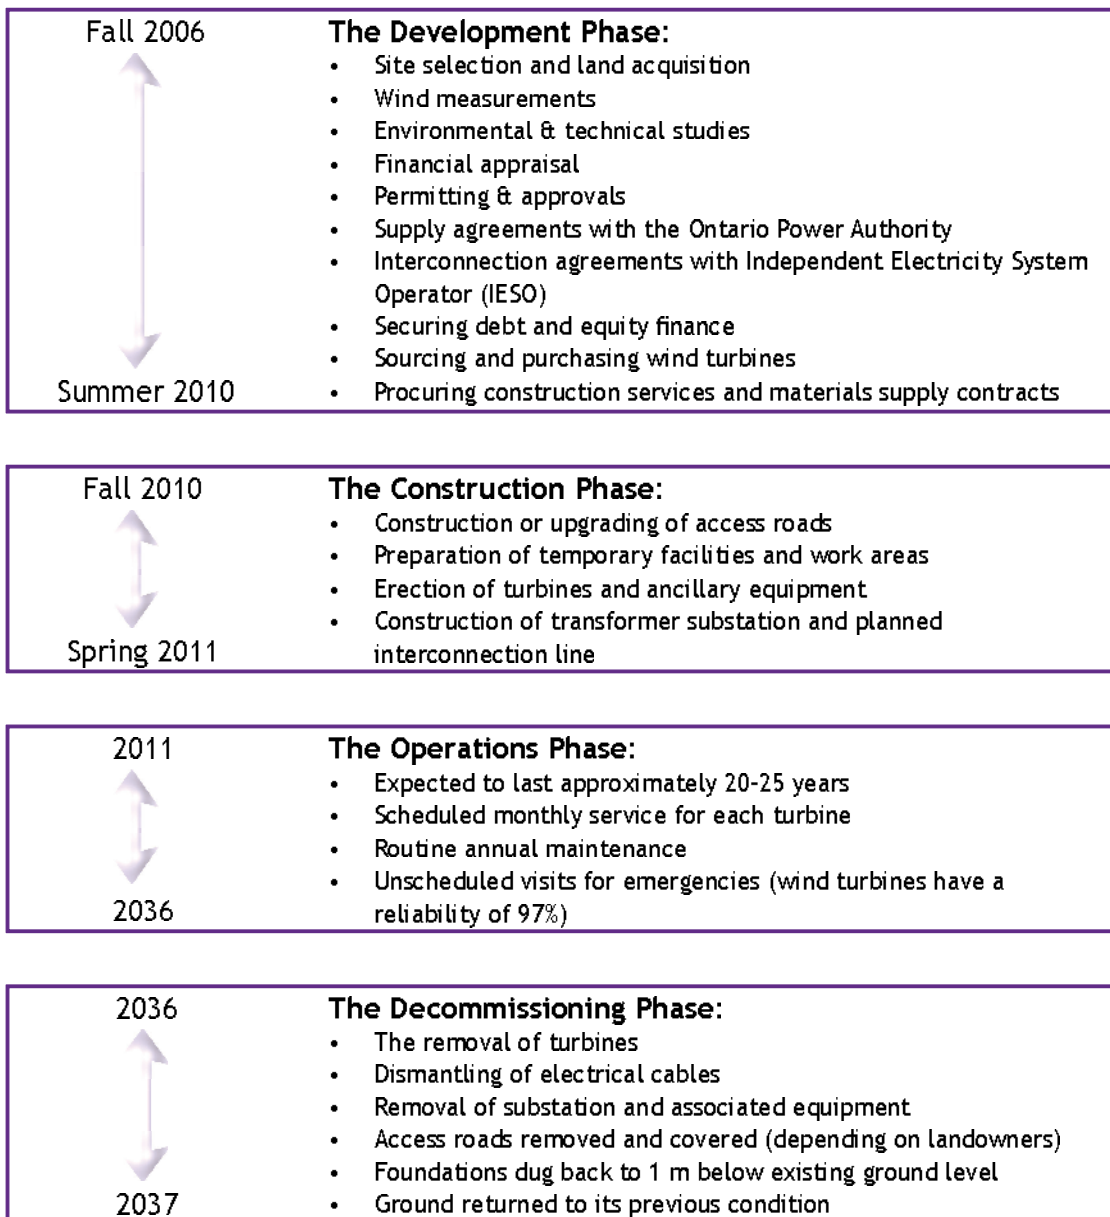 Fall 2006
The Development Phase:
• Site selection and land acquisition
• Wind measurements
• Environmental & technical studies
• Financial appraisal
• Permitting & approvals
• Supply agreements with the Ontario Power Authority
• Interconnection agreements with Independent Electricity System
Operator (IESO)
• Securing debt and equity finance
• Sourcing and purchasing wind turbines
Summer 2010
• Procuring construction services and materials supply contracts
Fall 2010
The Construction Phase:
• Construction or upgrading of access roads
• Preparation of temporary facilities and work areas
• Erection of turbines and ancillary equipment
• Construction of transformer substation and planned
Spring 2011
interconnection line
2011
The Operations Phase:
• Expected to last approximately 20-25 years
• Scheduled monthly service for each turbine
• Routine annual maintenance
• Unscheduled visits for emergencies (wind turbines have a
2036
reliability of 97%)
2036
The Decommissioning Phase:
• The removal of turbines
• Dismantling of electrical cables
• Removal of substation and associated equipment
• Access roads removed and covered (depending on landowners)
• Foundations dug back to 1 m below existing ground level
2037
• Ground returned to its previous condition